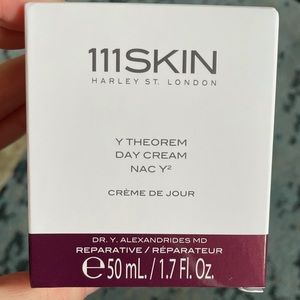 111SKIN
HARLEY ST. LONDON
Y THEOREM
DAY CREAM
NAC Y²
CRÈME DE JOUR
DR. Y. ALEXANDRIDES MD
REPARATIVE / RÉPARATEUR
℮50 mL. / 1.7 Fl. Oz.